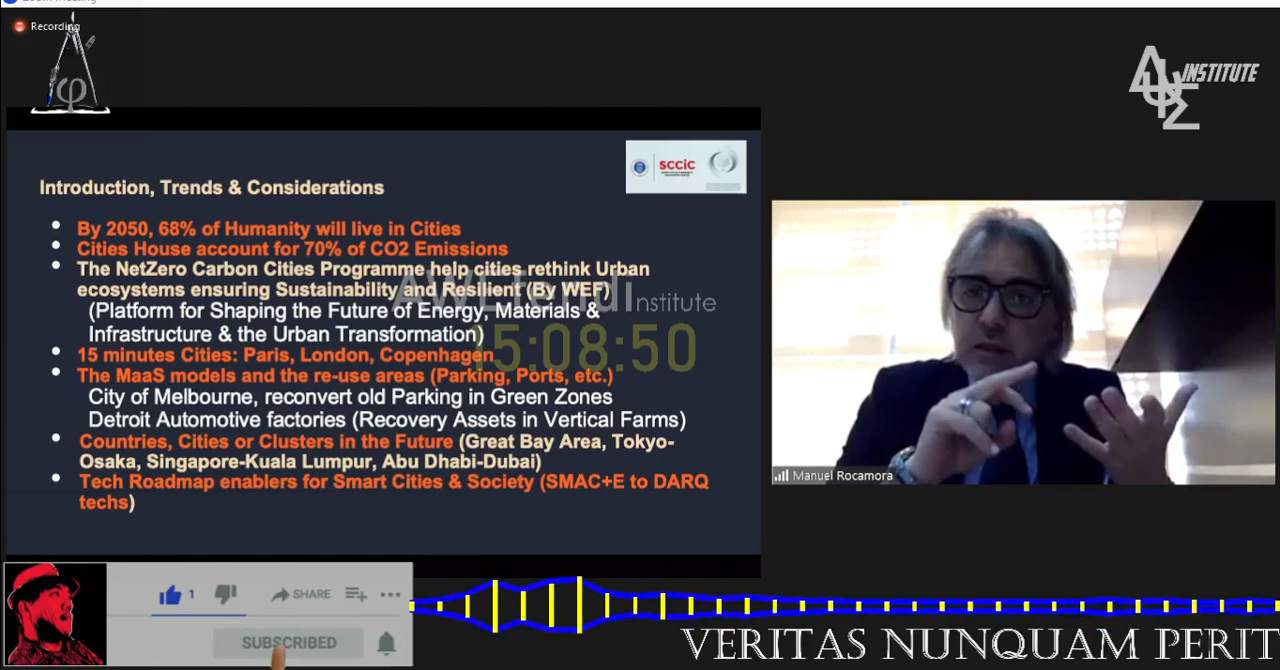 Zoom Meeting
Recording
φ
INSTITUTE
SCCIC
Introduction, Trends & Considerations
By 2050, 68% of Humanity will live in Cities
Cities House account for 70% of CO2 Emissions
The NetZero Carbon Cities Programme help cities rethink Urban
ecosystems ensuring Sustainability and Resilient (By WEF)
(Platform for Shaping the Future of Energy, Materials &
Infrastructure & the Urban Transformation)
15 minutes Cities: Paris, London, Copenhagen
The MaaS models and the re-use areas (Parking, Ports, etc.)
City of Melbourne, reconvert old Parking in Green Zones
Detroit Automotive factories (Recovery Assets in Vertical Farms)
Countries, Cities or Clusters in the Future (Great Bay Area, Tokyo-
Osaka, Singapore-Kuala Lumpur, Abu Dhabi-Dubai)
Tech Roadmap enablers for Smart Cities & Society (SMAC+E to DARQ
techs)
AWEfendi Institute
15:08:50
Manuel Rocamora
1
SHARE
SUBSCRIBED
VERITAS NUNQUAM PERIT